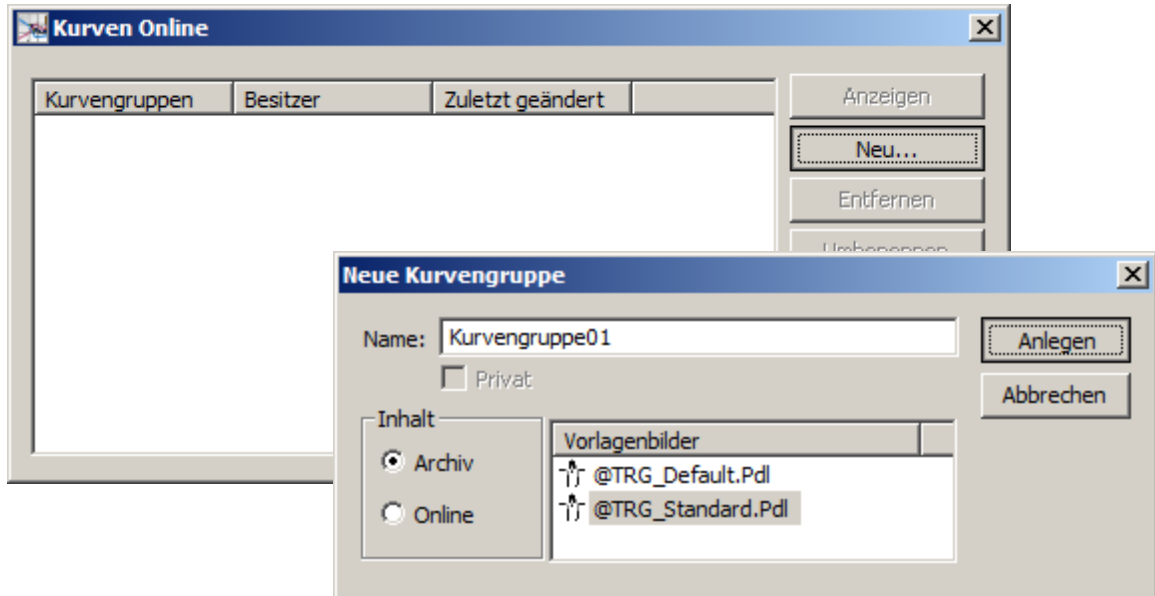 Kurven Online
Kurvengruppen Besitzer Zuletzt geändert
Anzeigen
Neu...
Entfernen
Neue Kurvengruppe
Name: Kurvengruppe01
Privat
Anlegen
Abbrechen
Inhalt
Archiv
Online
Vorlagenbilder
@TRG_Default.Pdl
@TRG_Standard.Pdl